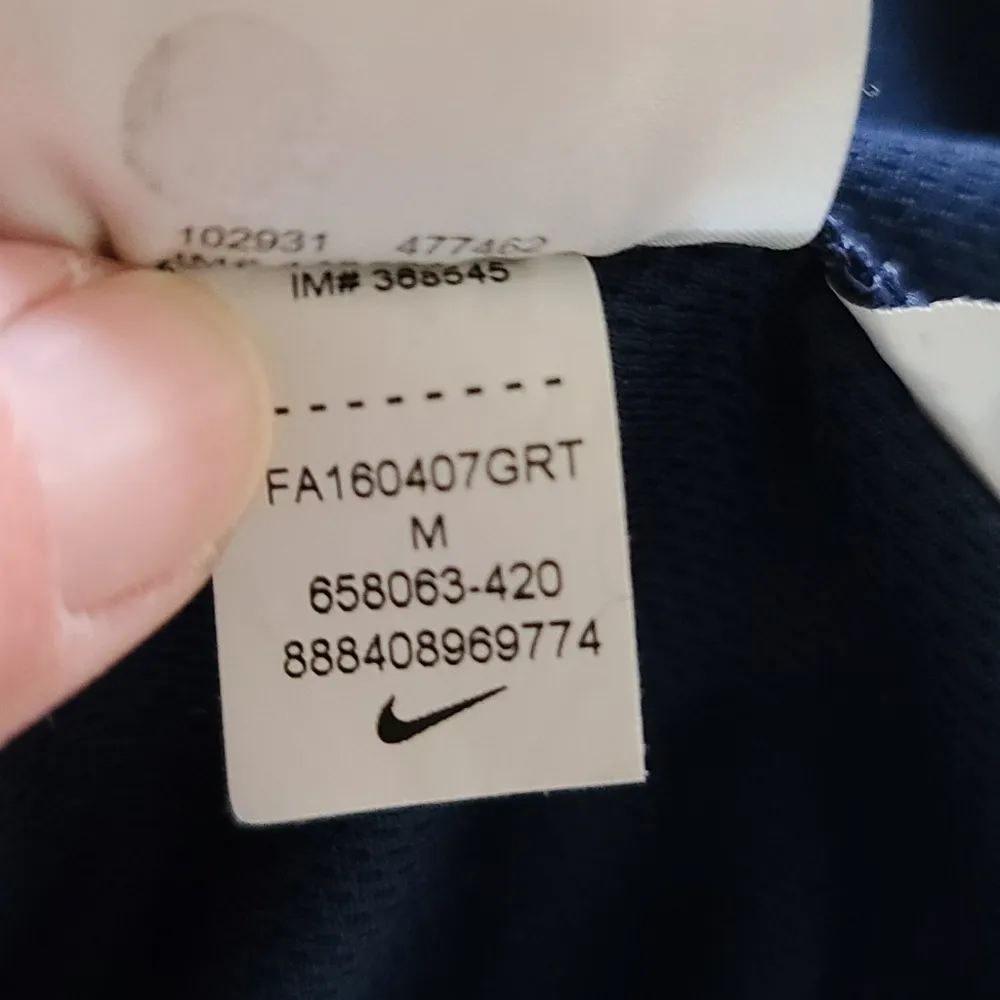 102931 477462
IM# 368545
--------
FA160407GRT
M
658063-420
888408969774